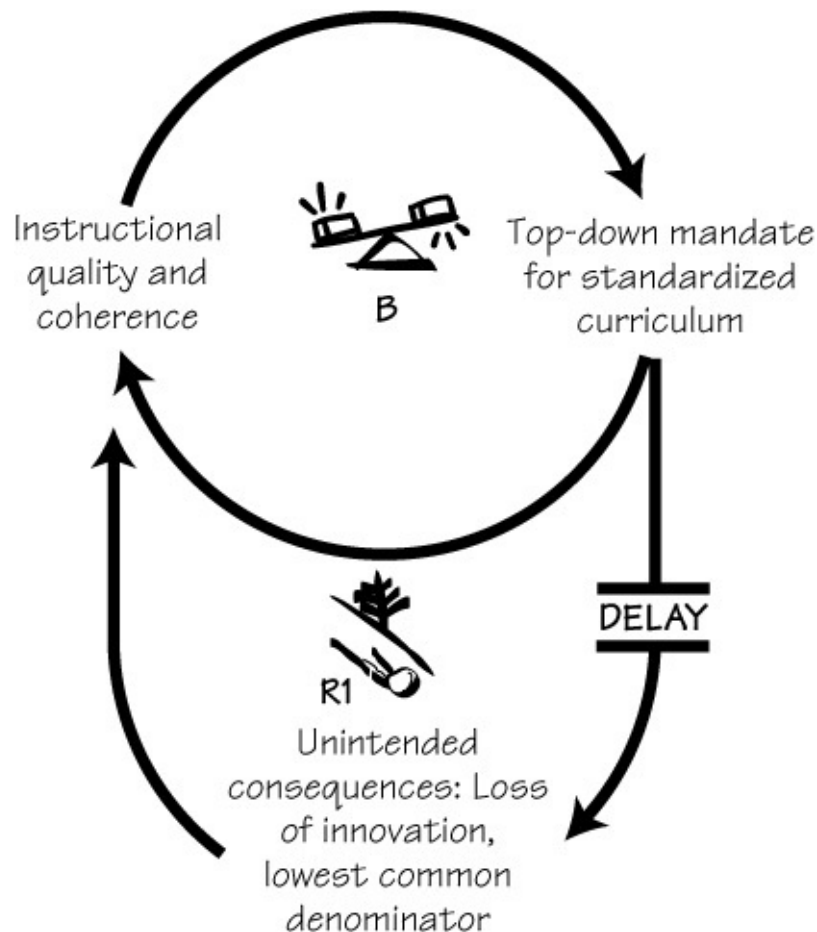 Instructional
quality and
coherence
B
Top-down mandate
for standardized
curriculum
DELAY
R1
Unintended
consequences: Loss
of innovation,
lowest common
denominator